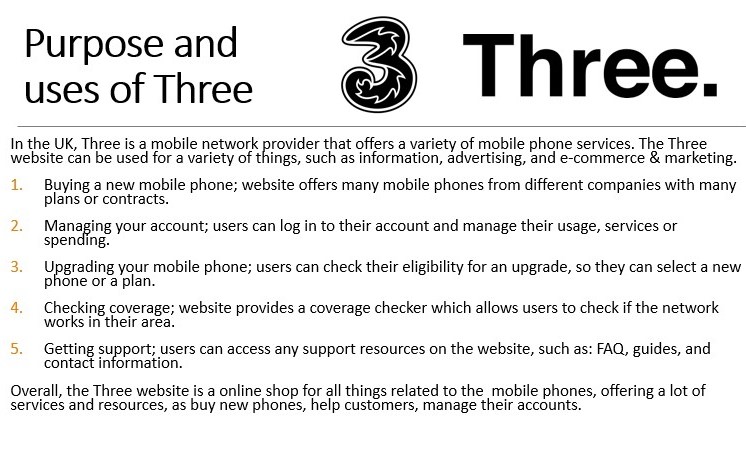 Purpose and
uses of Three
3 Three.
In the UK, Three is a mobile network provider that offers a variety of mobile phone services. The Three
website can be used for a variety of things, such as information, advertising, and e-commerce & marketing.
1. Buying a new mobile phone; website offers many mobile phones from different companies with many
plans or contracts.
2. Managing your account; users can log in to their account and manage their usage, services or
spending.
3. Upgrading your mobile phone; users can check their eligibility for an upgrade, so they can select a new
phone or a plan.
4. Checking coverage; website provides a coverage checker which allows users to check if the network
works in their area.
5. Getting support; users can access any support resources on the website, such as: FAQ, guides, and
contact information.
Overall, the Three website is a online shop for all things related to the  mobile phones, offering a lot of
services and resources, as buy new phones, help customers, manage their accounts.